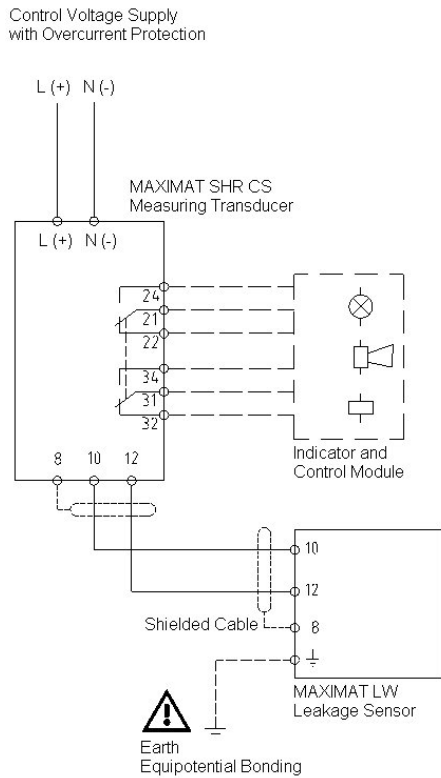 Control Voltage Supply
with Overcurrent Protection
L (+) N (-)
MAXIMAT SHR CS
Measuring Transducer
L (+) N (-)
24
21
22
34
31
32
Indicator and
Control Module
8 10 12
10
12
Shielded Cable
8
MAXIMAT LW
Leakage Sensor
!
Earth
Equipotential Bonding